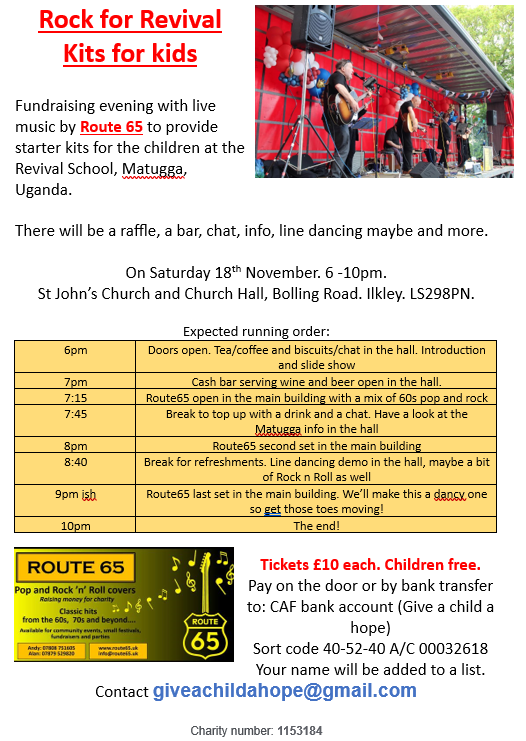 Rock for Revival
Kits for kids
Fundraising evening with live
music by Route 65 to provide
starter kits for the children at the
Revival School, Matugga,
Uganda.
There will be a raffle, a bar, chat, info, line dancing maybe and more.
On Saturday 18th November. 6 -10pm.
St John's Church and Church Hall, Bolling Road. Ilkley. LS298PN.
Expected running order:
6pm Doors open. Tea/coffee and biscuits/chat in the hall. Introduction
and slide show
7pm Cash bar serving wine and beer open in the hall.
7:15 Route65 open in the main building with a mix of 60s pop and rock
7:45 Break to top up with a drink and a chat. Have a look at the
Matugga info in the hall
8pm Route65 second set in the main building
8:40 Break for refreshments. Line dancing demo in the hall, maybe a bit
of Rock n Roll as well
9pm ish Route65 last set in the main building. We'll make this a dancy one
so get those toes moving!
10pm The end!
ROUTE 65
Pop and Rock 'n' Roll covers
Raising money for charity
Classic hits
from the 60s, 70s and beyond....
Available for community events, small festivals,
fundraisers and parties
Andy: 07808 751605 www.route65.uk
Alan: 07879 529820 info@route65.uk
ROUTE
65
Tickets £10 each. Children free.
Pay on the door or by bank transfer
to: CAF bank account (Give a child a
hope)
Sort code 40-52-40 A/C 00032618
Your name will be added to a list.
Contact giveachildahope@gmail.com
Charity number: 1153184